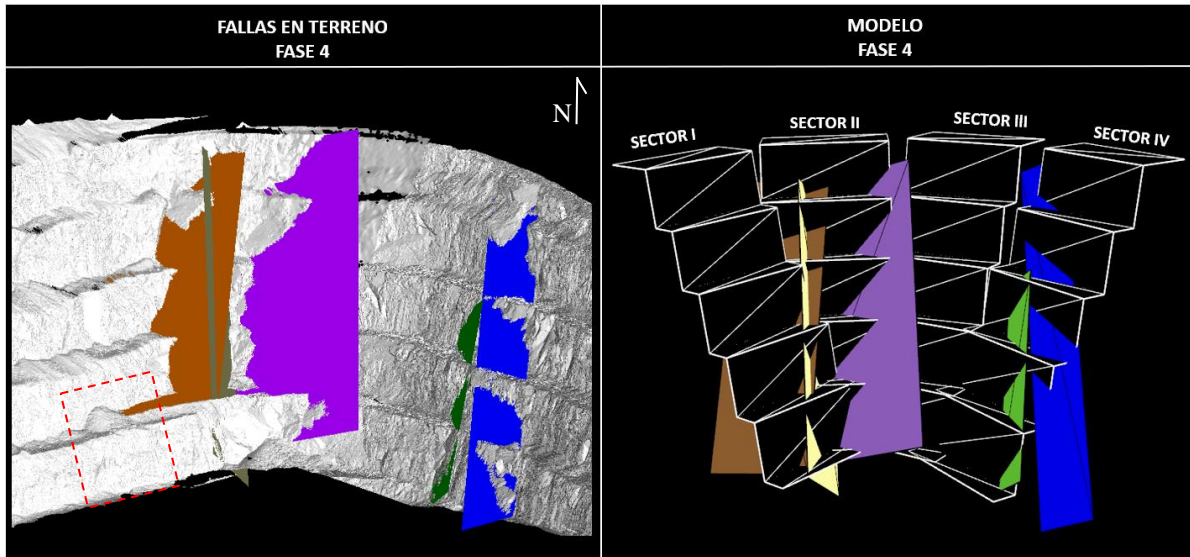 FALLAS EN TERRENO
FASE 4
MODELO
FASE 4
N
SECTOR I
SECTOR II
SECTOR III
SECTOR IV